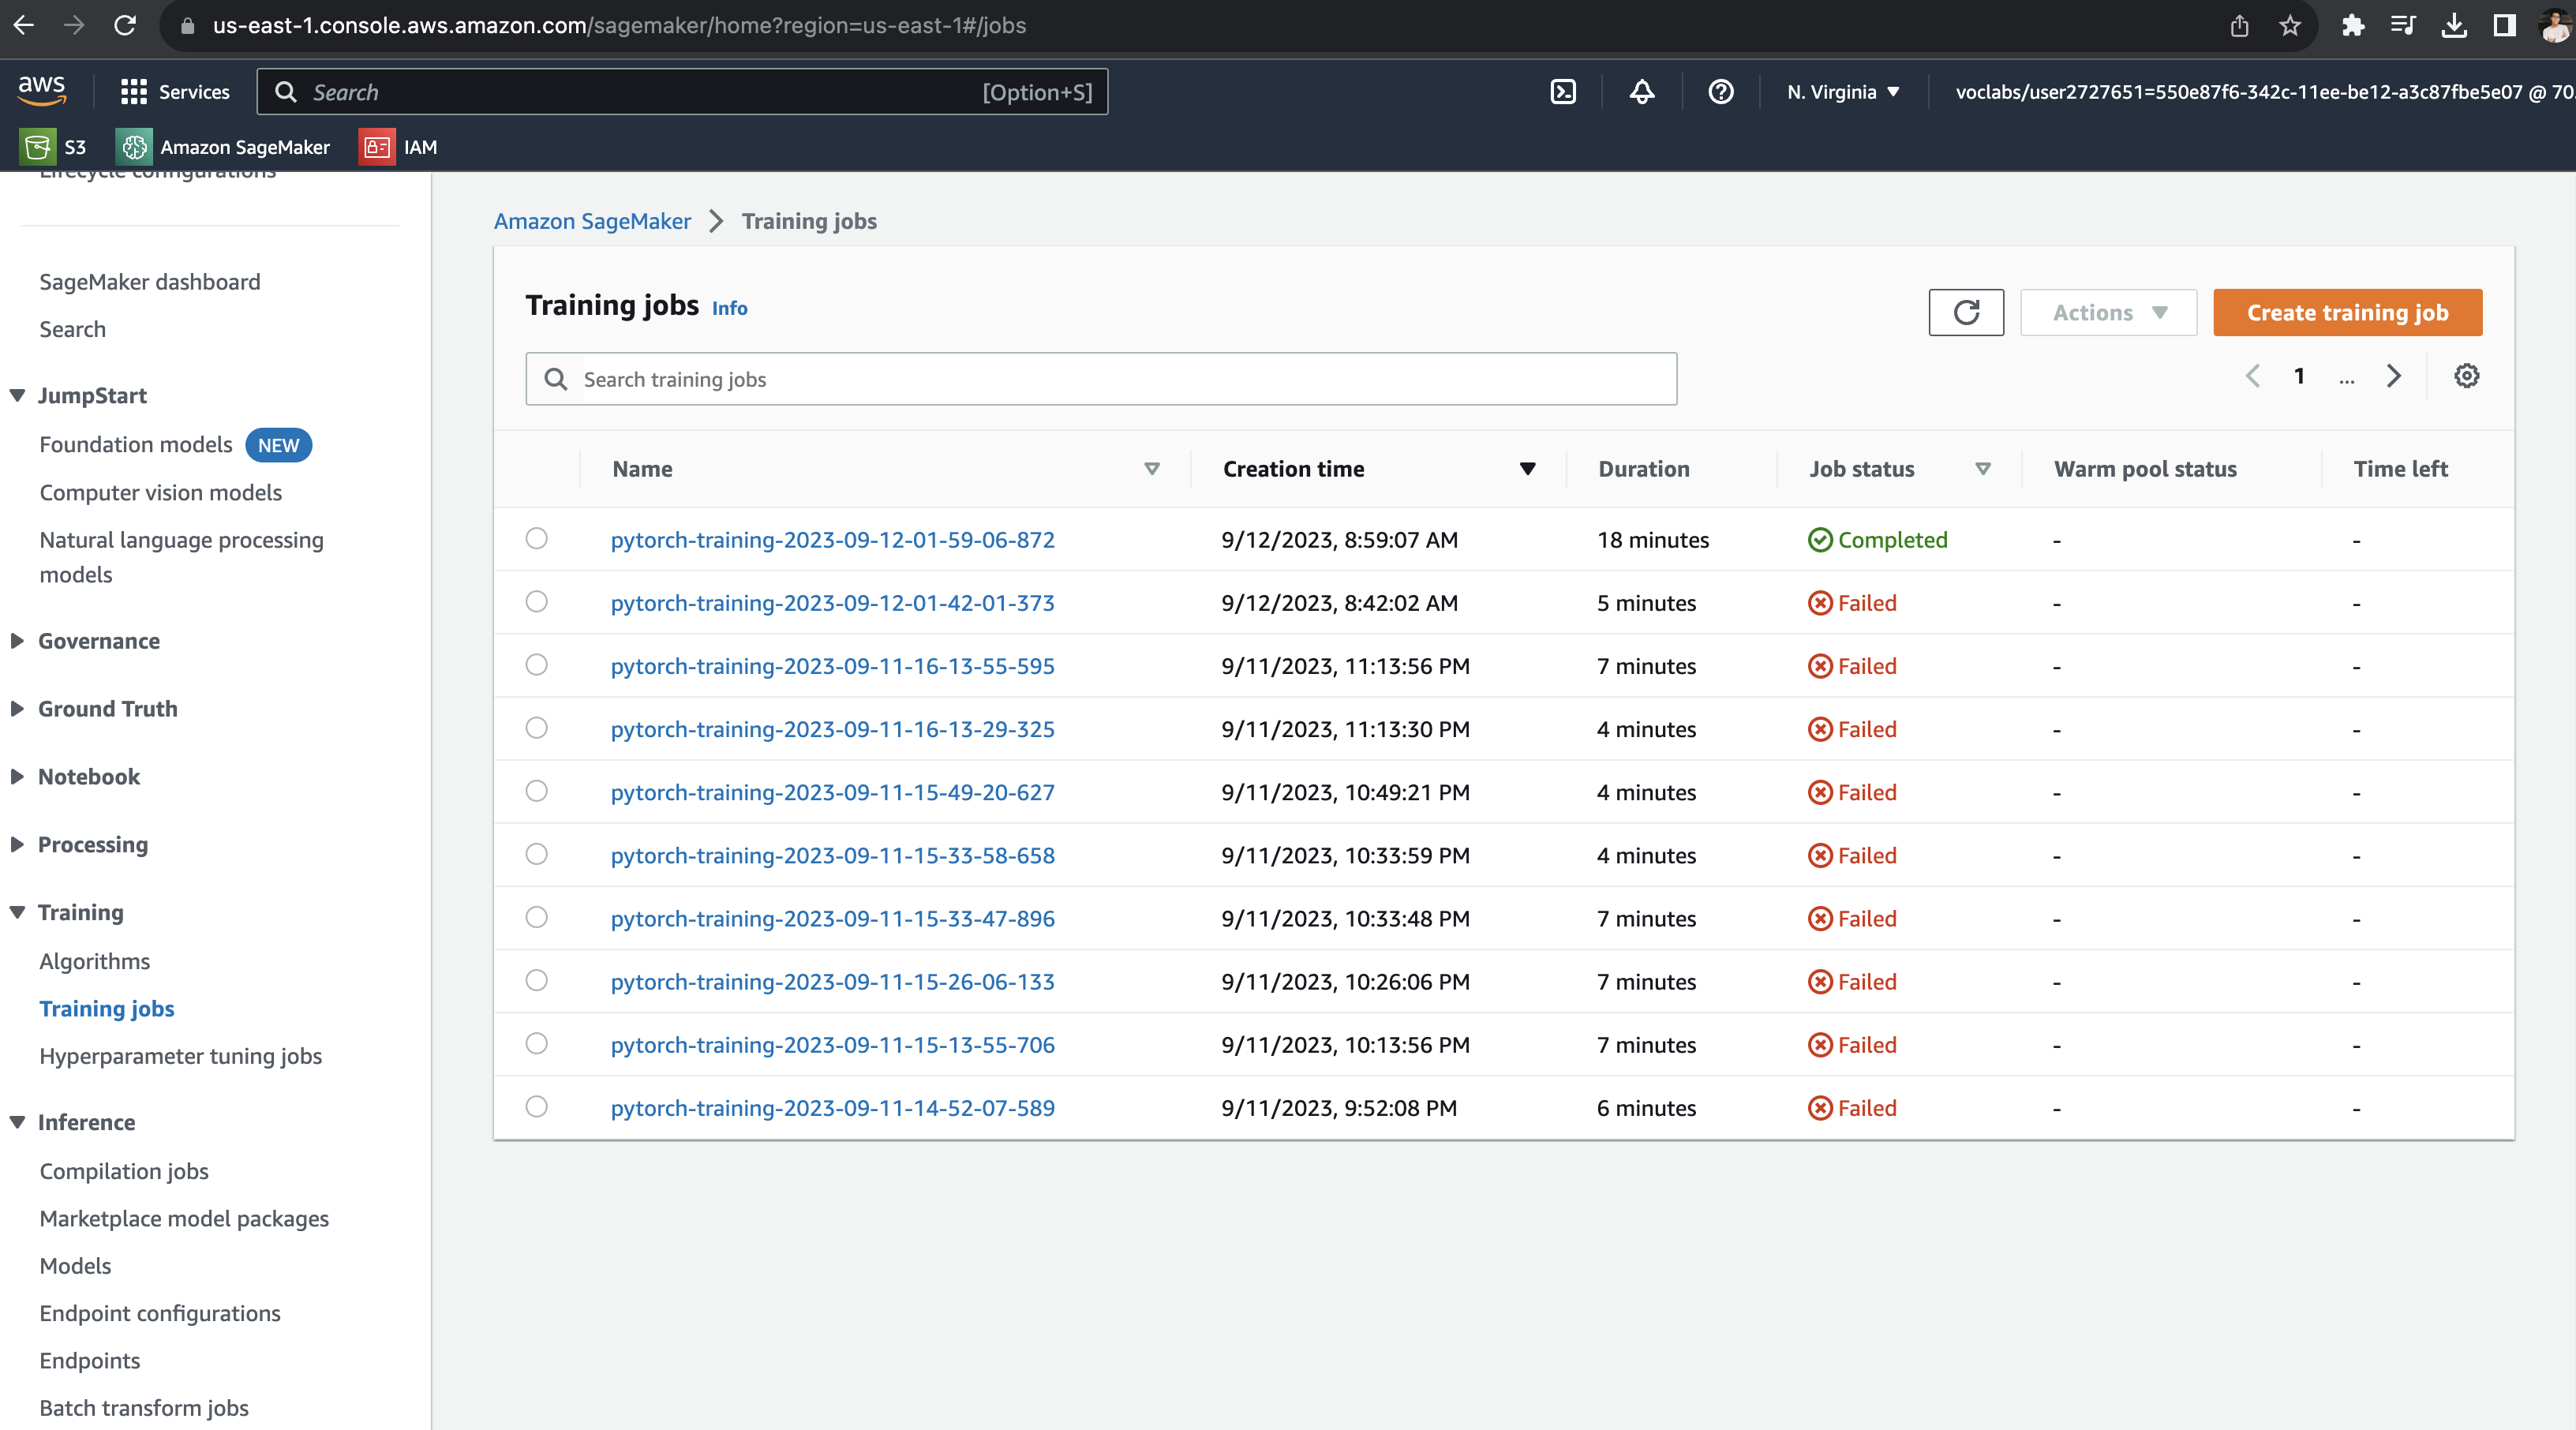 us-east-1.console.aws.amazon.com/sagemaker/home?region=us-east-1#/jobs
aws
Services
Search
[Option+S]
N. Virginia
voclabs/user2727651=550e87f6-342c-11ee-be12-a3c87fbe5e07 @ 70
S3
Amazon SageMaker
IAM
Lifecycle configurations
SageMaker dashboard
Search
JumpStart
Foundation models NEW
Computer vision models
Natural language processing
models
Governance
Ground Truth
Notebook
Processing
Training
Algorithms
Training jobs
Hyperparameter tuning jobs
Inference
Compilation jobs
Marketplace model packages
Models
Endpoint configurations
Endpoints
Batch transform jobs
Amazon SageMaker > Training jobs
Training jobs Info
Actions
Create training job
Search training jobs
1 ...
Name Creation time Duration Job status Warm pool status Time left
pytorch-training-2023-09-12-01-59-06-872 9/12/2023, 8:59:07 AM 18 minutes Completed - -
pytorch-training-2023-09-12-01-42-01-373 9/12/2023, 8:42:02 AM 5 minutes Failed - -
pytorch-training-2023-09-11-16-13-55-595 9/11/2023, 11:13:56 PM 7 minutes Failed - -
pytorch-training-2023-09-11-16-13-29-325 9/11/2023, 11:13:30 PM 4 minutes Failed - -
pytorch-training-2023-09-11-15-49-20-627 9/11/2023, 10:49:21 PM 4 minutes Failed - -
pytorch-training-2023-09-11-15-33-58-658 9/11/2023, 10:33:59 PM 4 minutes Failed - -
pytorch-training-2023-09-11-15-33-47-896 9/11/2023, 10:33:48 PM 7 minutes Failed - -
pytorch-training-2023-09-11-15-26-06-133 9/11/2023, 10:26:06 PM 7 minutes Failed - -
pytorch-training-2023-09-11-15-13-55-706 9/11/2023, 10:13:56 PM 7 minutes Failed - -
pytorch-training-2023-09-11-14-52-07-589 9/11/2023, 9:52:08 PM 6 minutes Failed - -